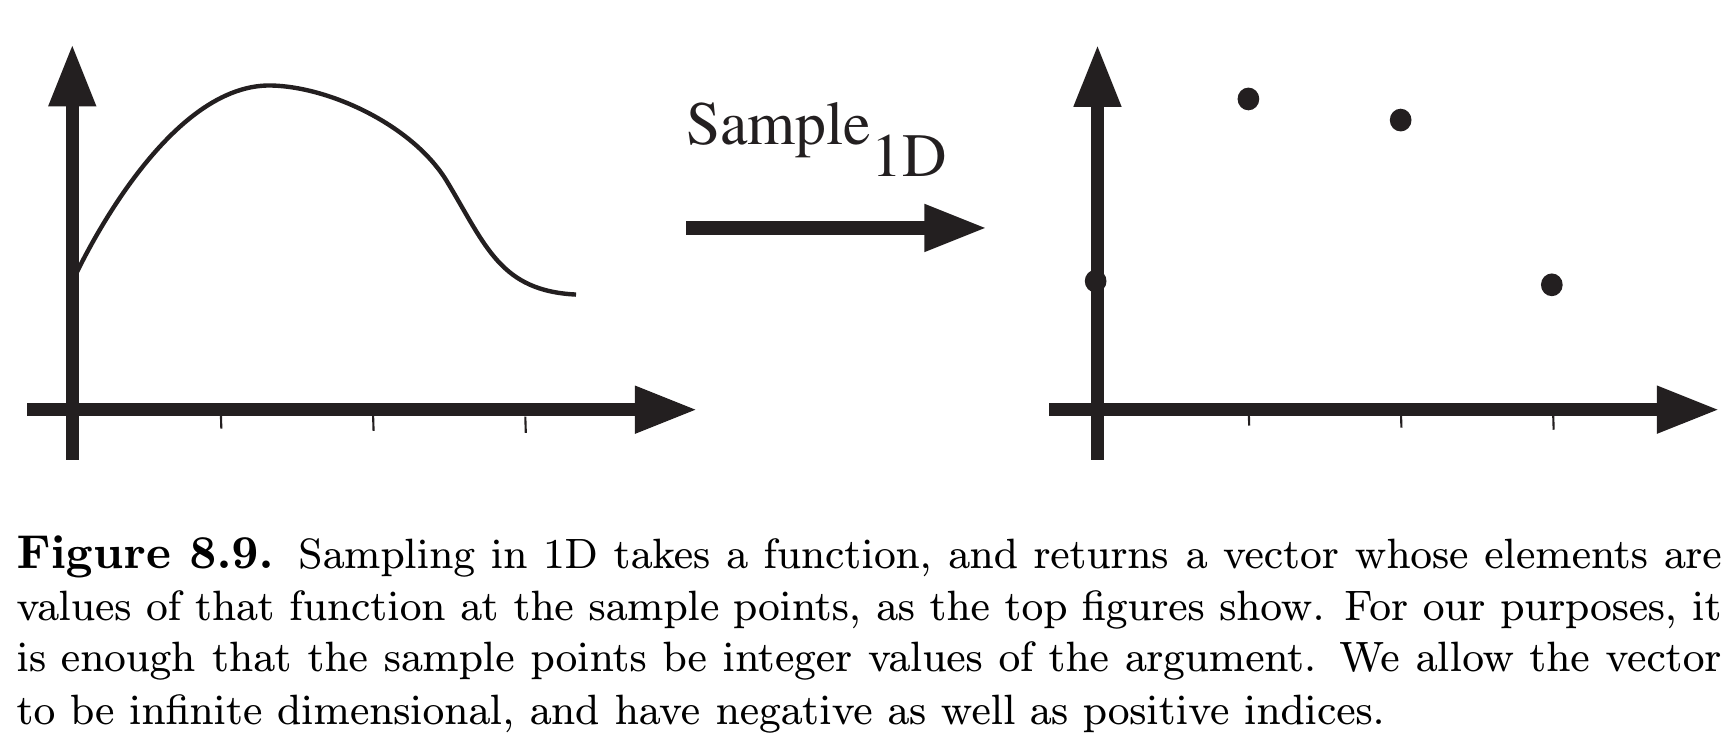 Sample 1D
Figure 8.9. Sampling in 1D takes a function, and returns a vector whose elements are
values of that function at the sample points, as the top figures show. For our purposes, it
is enough that the sample points be integer values of the argument. We allow the vector
to be infinite dimensional, and have negative as well as positive indices.